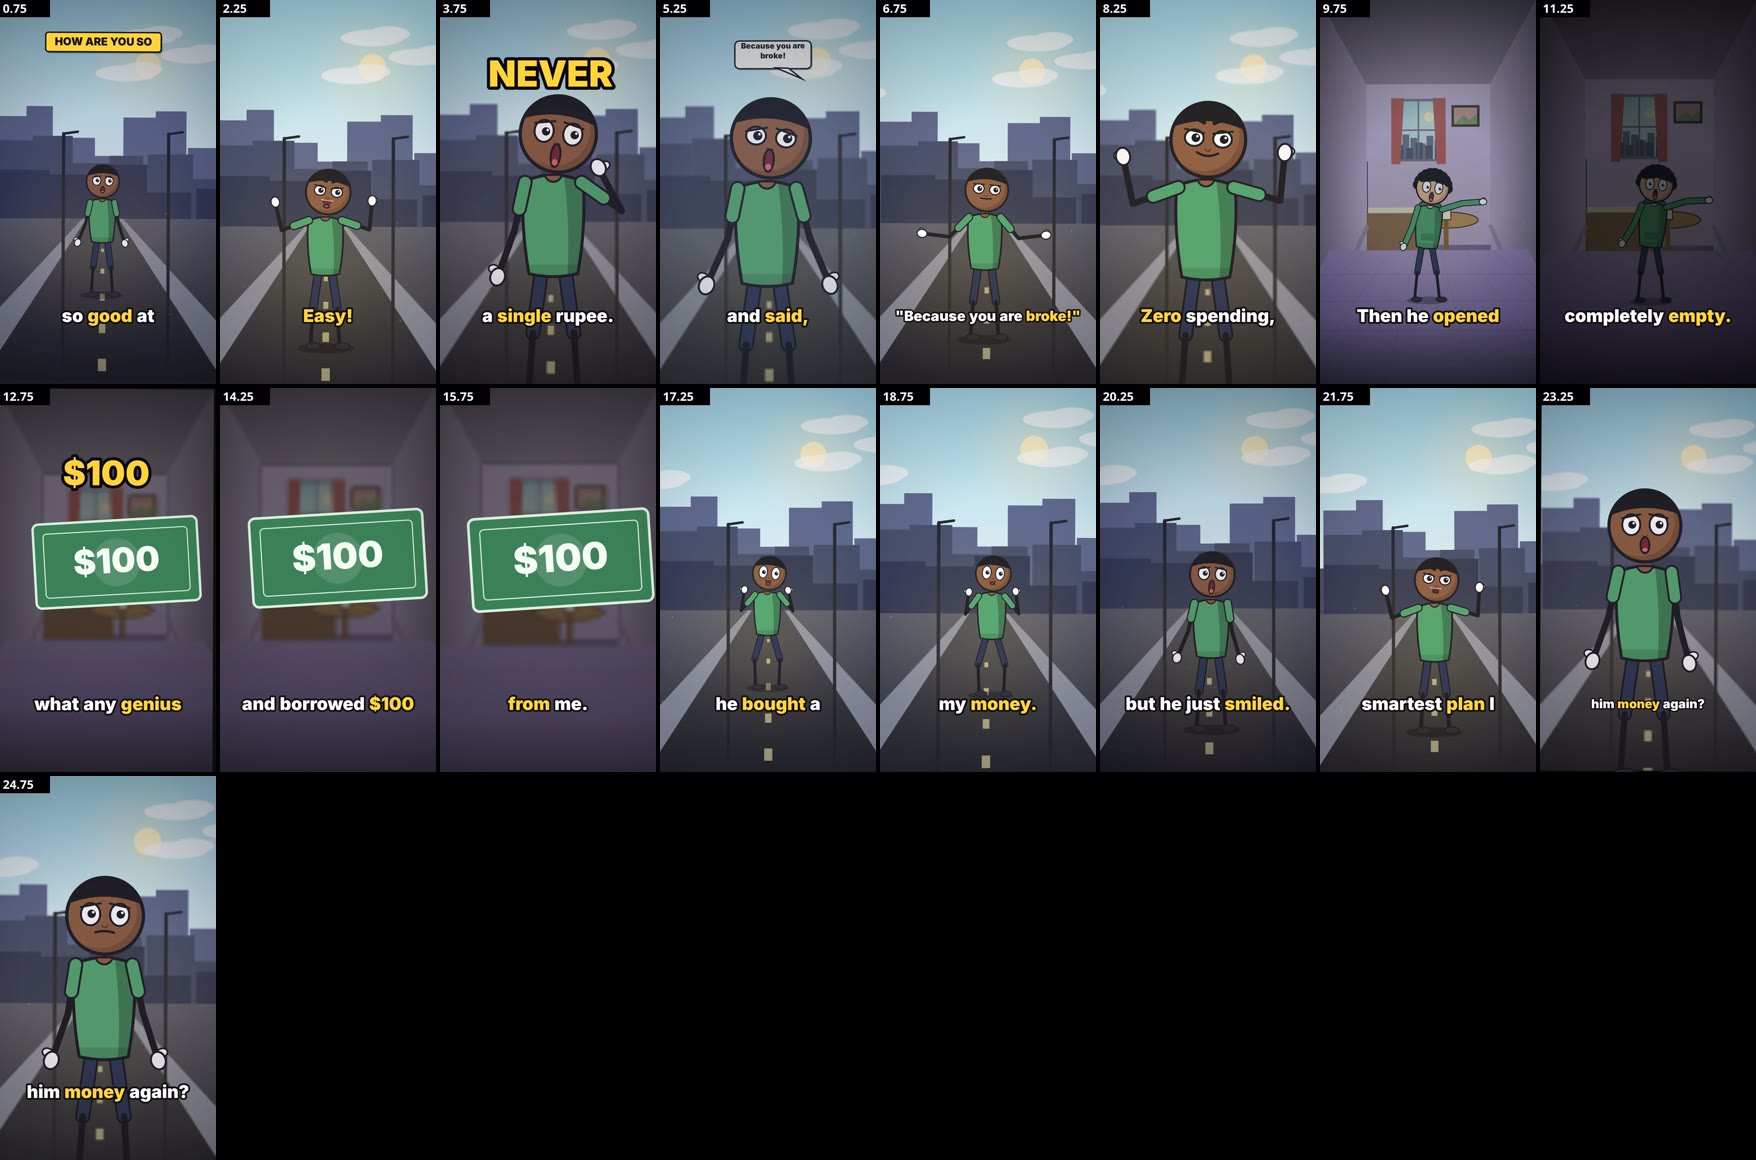 0.75
HOW ARE YOU SO
so good at
2.25
Easy!
3.75
NEVER
a single rupee.
5.25
Because you are
broke!
and said,
6.75
"Because you are broke!"
8.25
Zero spending,
9.75
Then he opened
11.25
completely empty.
12.75
$100
$100
what any genius
14.25
$100
and borrowed $100
15.75
$100
from me.
17.25
he bought a
18.75
my money.
20.25
but he just smiled.
21.75
smartest plan I
23.25
him money again?
24.75
him money again?